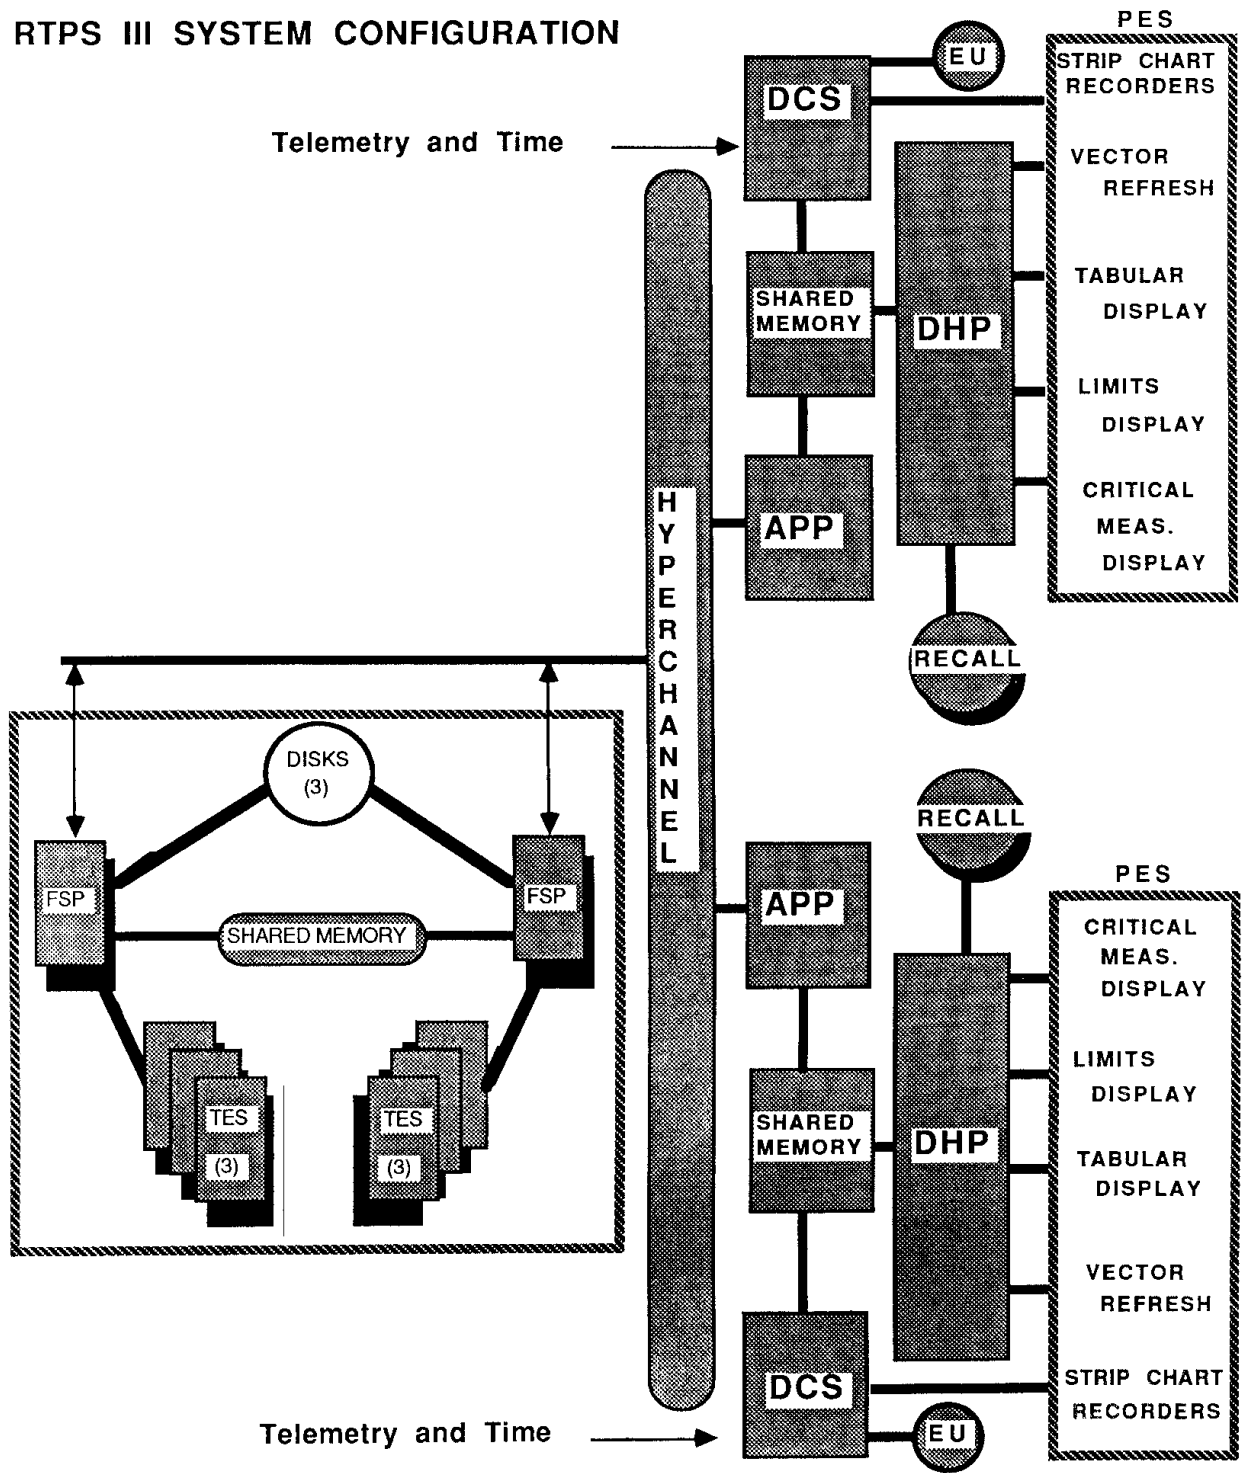 RTPS III SYSTEM CONFIGURATION
PES
EU
STRIP CHART
RECORDERS
DCS
Telemetry and Time
VECTOR
REFRESH
TABULAR
DISPLAY
SHARED
MEMORY
DHP
LIMITS
DISPLAY
CRITICAL
MEAS.
DISPLAY
APP
HYPERCHANNEL
RECALL
DISKS
(3)
FSP
FSP
SHARED MEMORY
TES
(3)
TES
(3)
RECALL
PES
APP
CRITICAL
MEAS.
DISPLAY
LIMITS
DISPLAY
SHARED
MEMORY
DHP
TABULAR
DISPLAY
VECTOR
REFRESH
DCS
STRIP CHART
RECORDERS
EU
Telemetry and Time